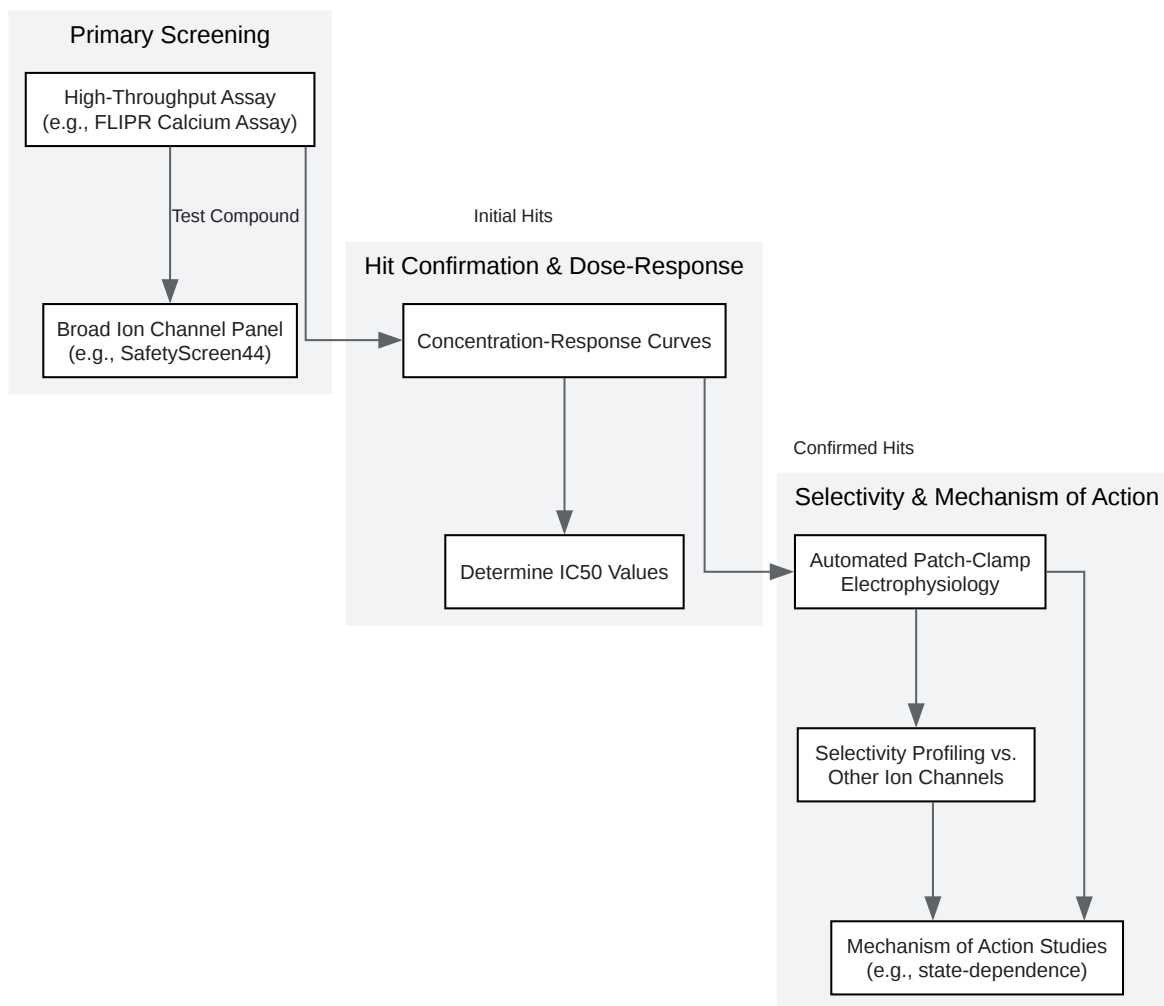 Primary Screening
High-Throughput Assay
(e.g., FLIPR Calcium Assay)
Test Compound
Initial Hits
Broad Ion Channel Panel
(e.g., SafetyScreen44)
Hit Confirmation & Dose-Response
Concentration-Response Curves
Determine IC50 Values
Confirmed Hits
Selectivity & Mechanism of Action
Automated Patch-Clamp
Electrophysiology
Selectivity Profiling vs.
Other Ion Channels
Mechanism of Action Studies
(e.g., state-dependence)